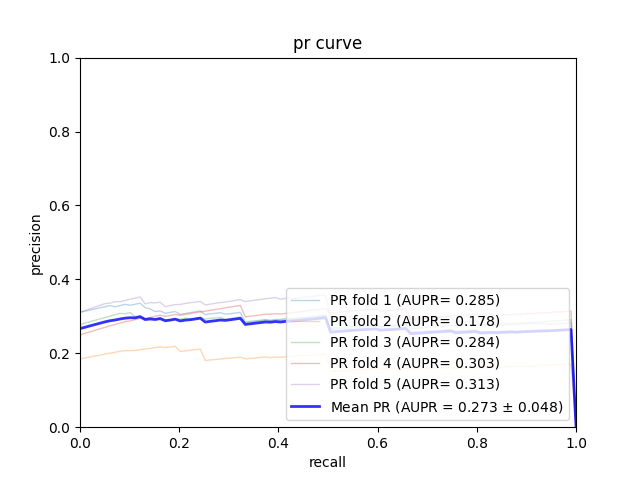 pr curve
1.0
0.8
0.6
0.4
0.2
0.0
precision
PR fold 1 (AUPR= 0.285)
PR fold 2 (AUPR= 0.178)
PR fold 3 (AUPR= 0.284)
PR fold 4 (AUPR= 0.303)
PR fold 5 (AUPR= 0.313)
Mean PR (AUPR = 0.273 ± 0.048)
0.0 0.2 0.4 0.6 0.8 1.0
recall